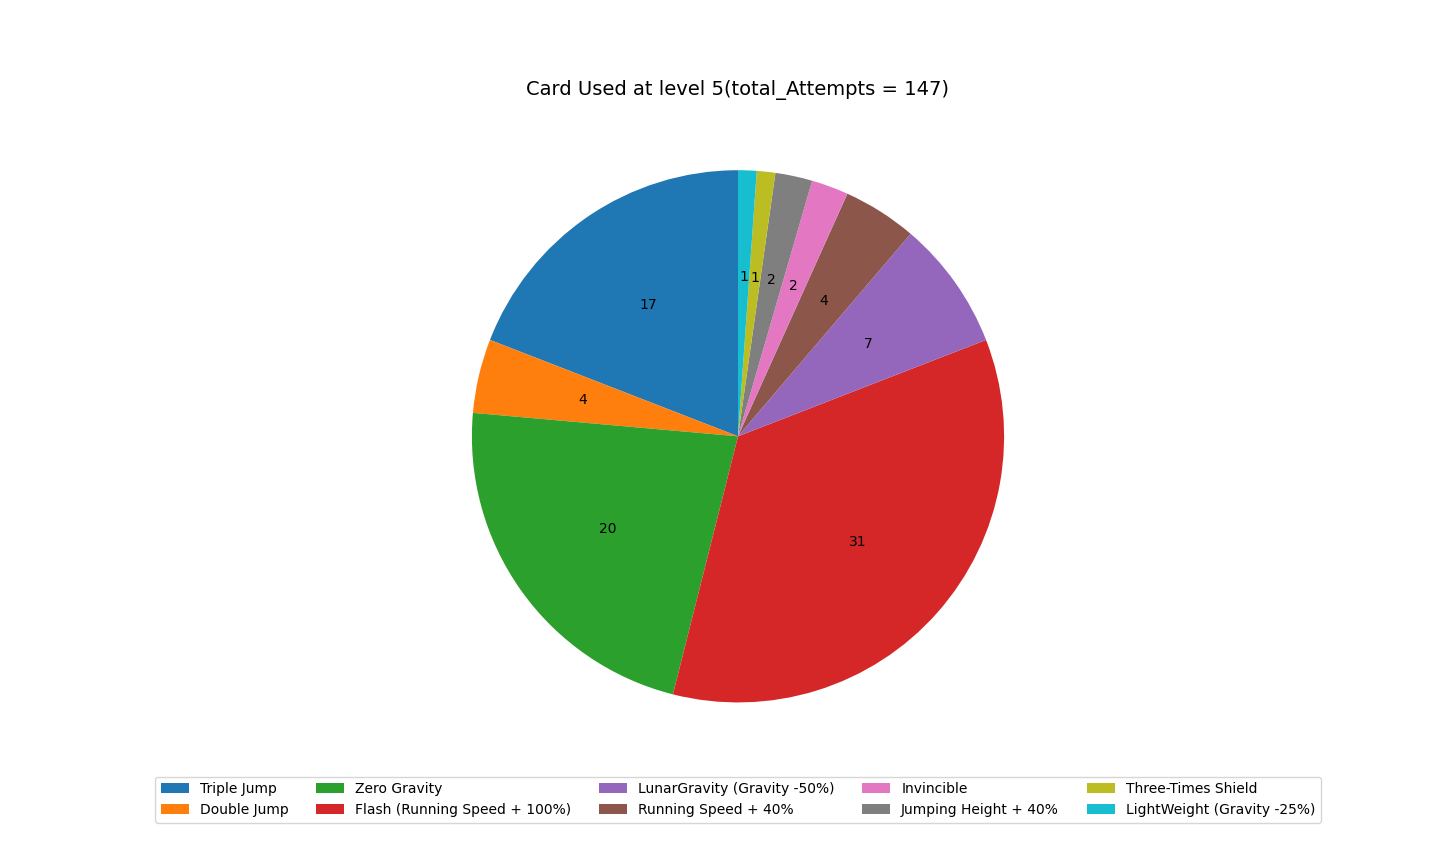 Card Used at level 5(total_Attempts = 147)
1
1
2
2
4
7
17
4
20
31
Triple Jump
Double Jump
Zero Gravity
Flash (Running Speed + 100%)
LunarGravity (Gravity -50%)
Running Speed + 40%
Invincible
Jumping Height + 40%
Three-Times Shield
LightWeight (Gravity -25%)